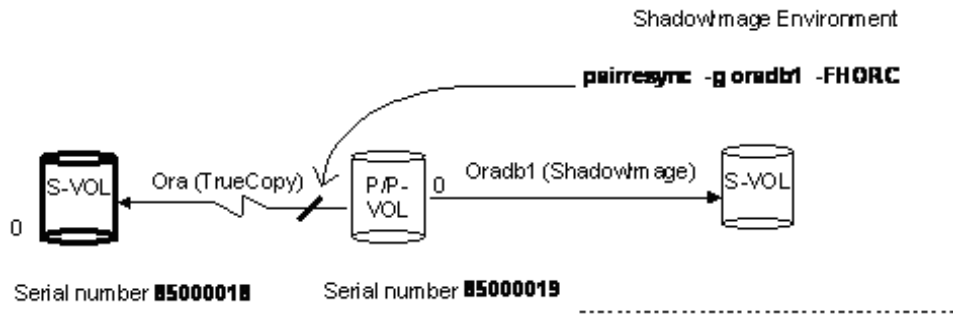 ShadowImage Environment
pairresync -g oradb1 -FHORC
S-VOL
Ora (TrueCopy)
P/P-
VOL
0
Oradb1 (ShadowImage)
S-VOL
0
Serial number 85000018
Serial number 85000019